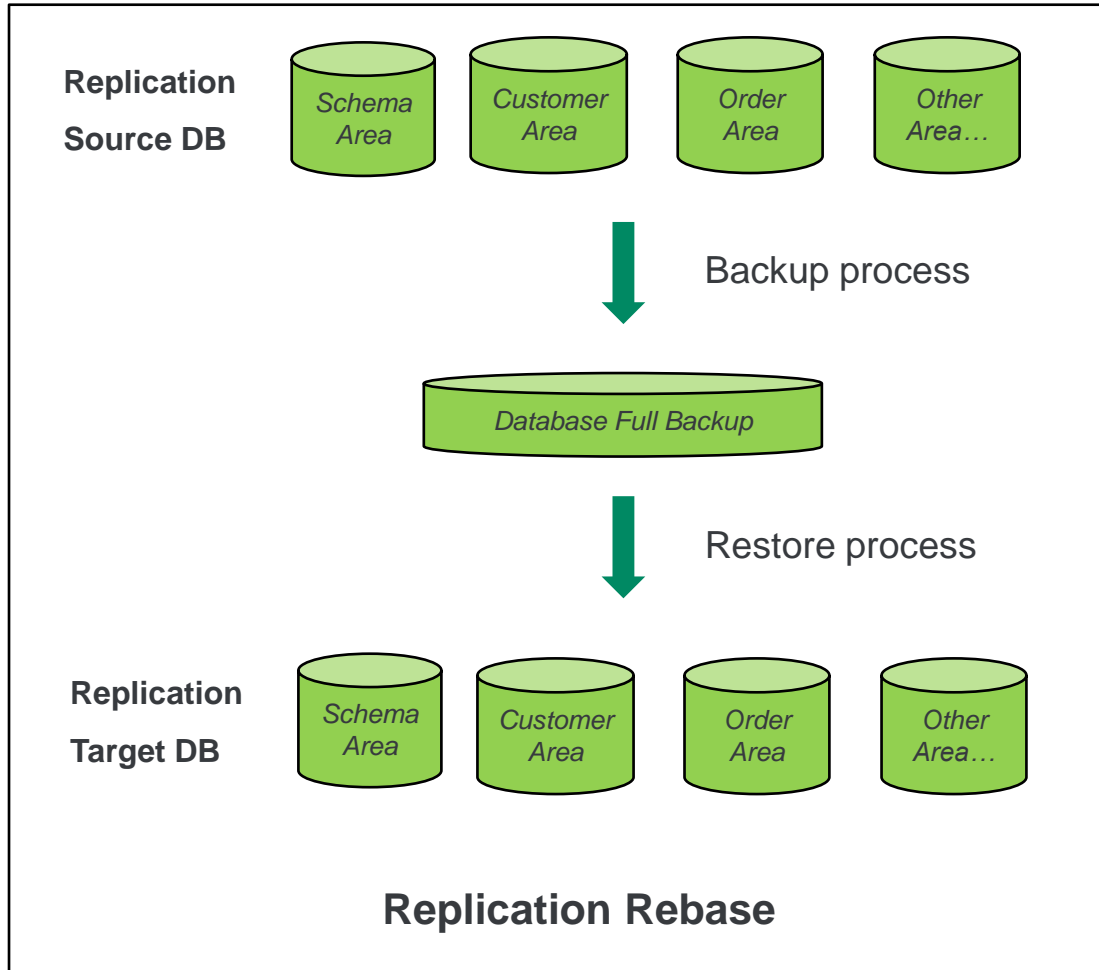 Replication
Source DB
Schema
Area
Customer
Area
Order
Area
Other
Area…
Backup process
Database Full Backup
Restore process
Replication
Target DB
Schema
Area
Customer
Area
Order
Area
Other
Area…
Replication Rebase